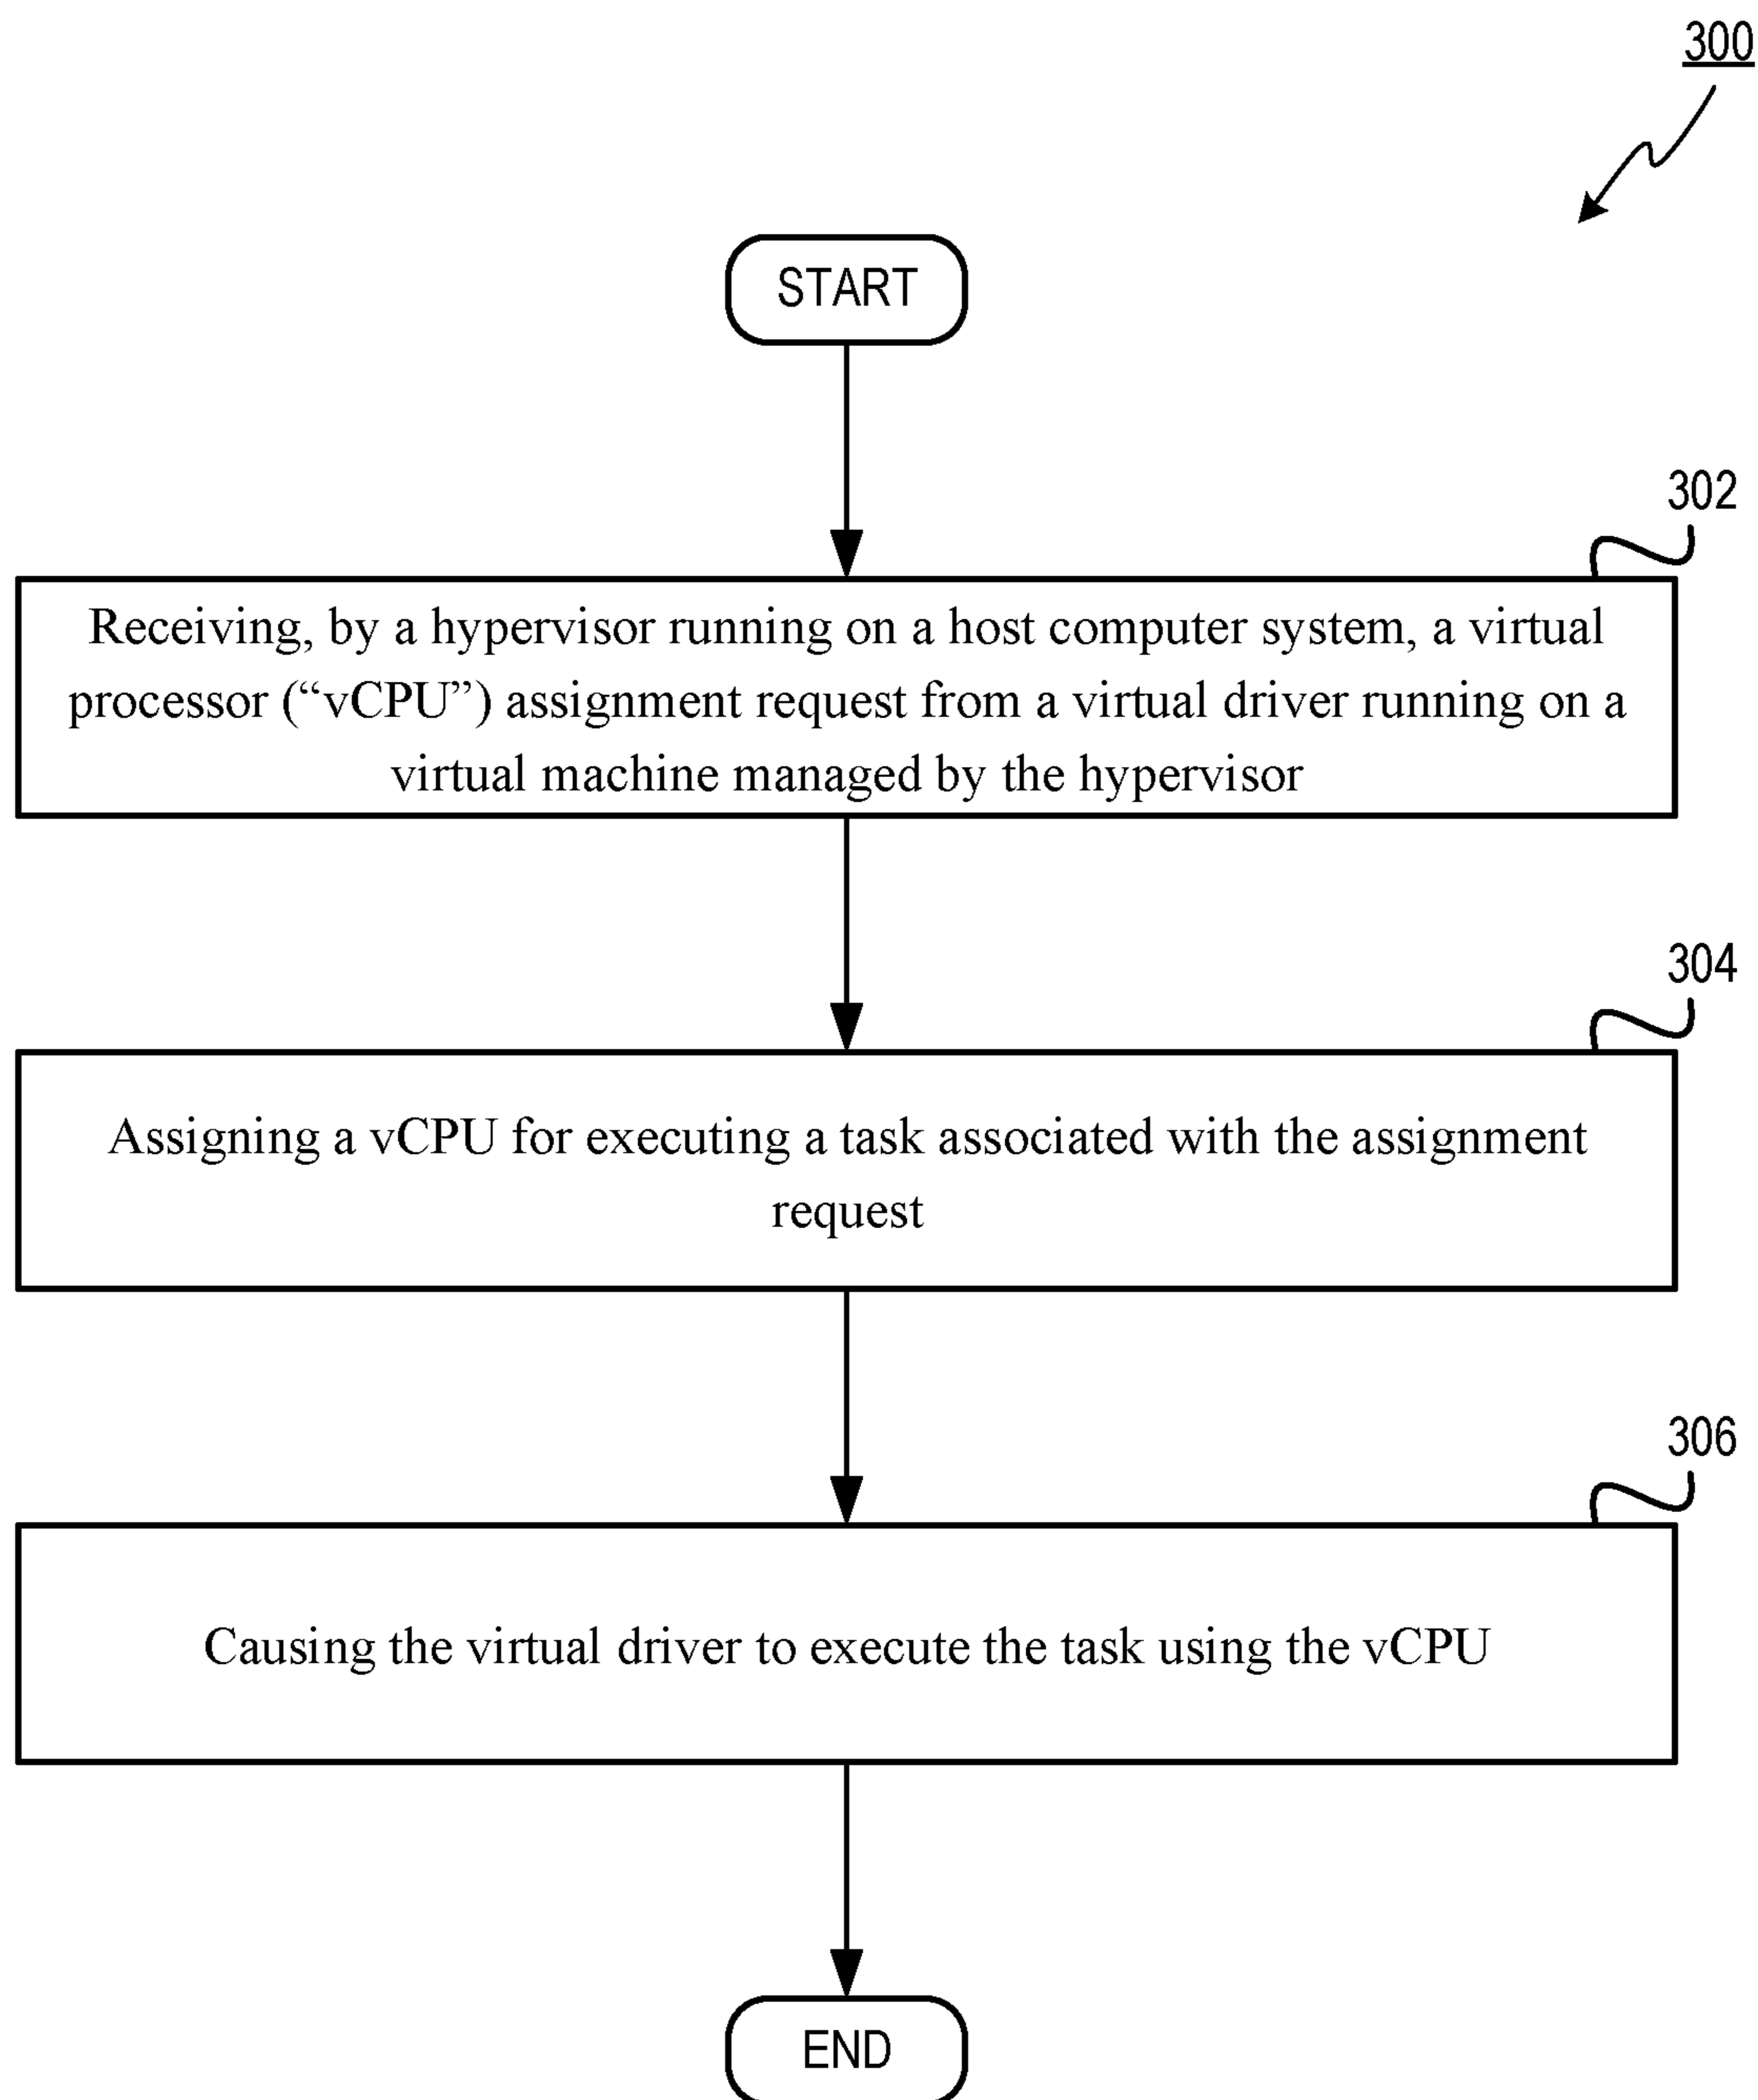 300
START
302
Receiving, by a hypervisor running on a host computer system, a virtual
processor (“vCPU”) assignment request from a virtual driver running on a
virtual machine managed by the hypervisor
304
Assigning a vCPU for executing a task associated with the assignment
request
306
Causing the virtual driver to execute the task using the vCPU
END